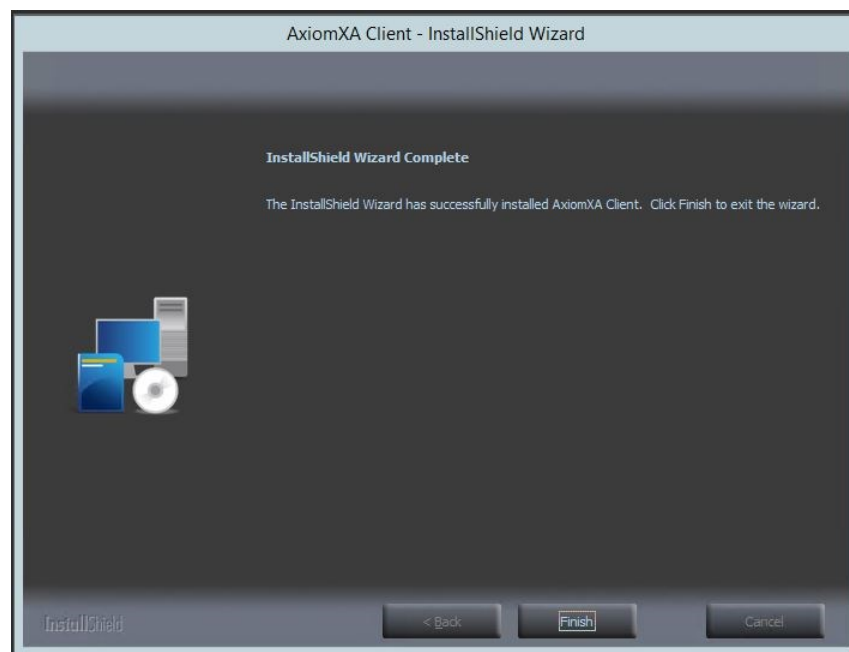 AxiomXA Client - InstallShield Wizard
InstallShield Wizard Complete
The InstallShield Wizard has successfully installed AxiomXA Client. Click Finish to exit the wizard.
InstallShield
< Back
Finish
Cancel